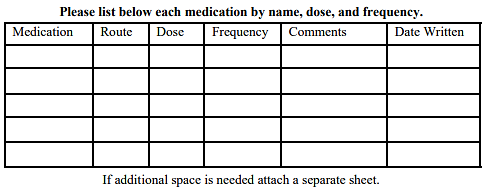 Please list below each medication by name, dose, and frequency.
Medication Route Dose Frequency Comments Date Written
If additional space is needed attach a separate sheet.